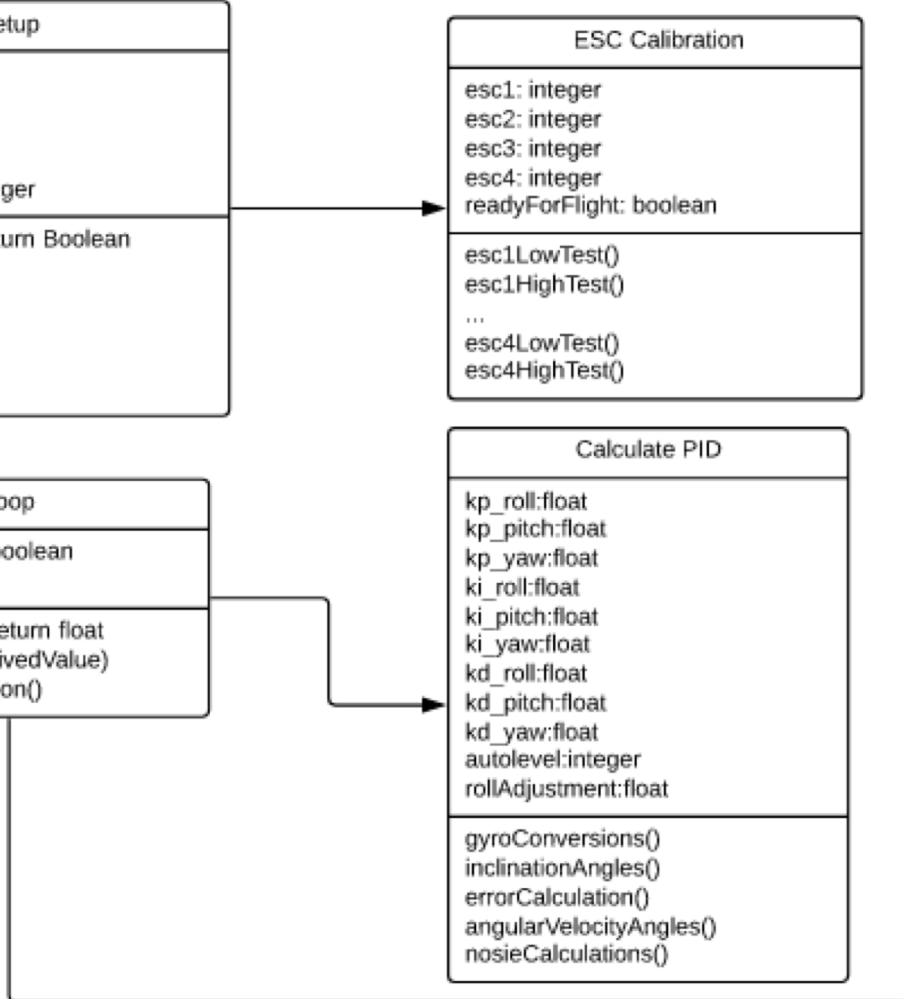 etup
ger
turn Boolean
ESC Calibration
esc1: integer
esc2: integer
esc3: integer
esc4: integer
readyForFlight: boolean
esc1LowTest()
esc1HighTest()
...
esc4LowTest()
esc4HighTest()
oop
boolean
eturn float
ivedValue)
on()
Calculate PID
kp_roll:float
kp_pitch:float
kp_yaw:float
ki_roll:float
ki_pitch:float
ki_yaw:float
kd_roll:float
kd_pitch:float
kd_yaw:float
autolevel:integer
rollAdjustment:float
gyroConversions()
inclinationAngles()
errorCalculation()
angularVelocityAngles()
nosieCalculations()